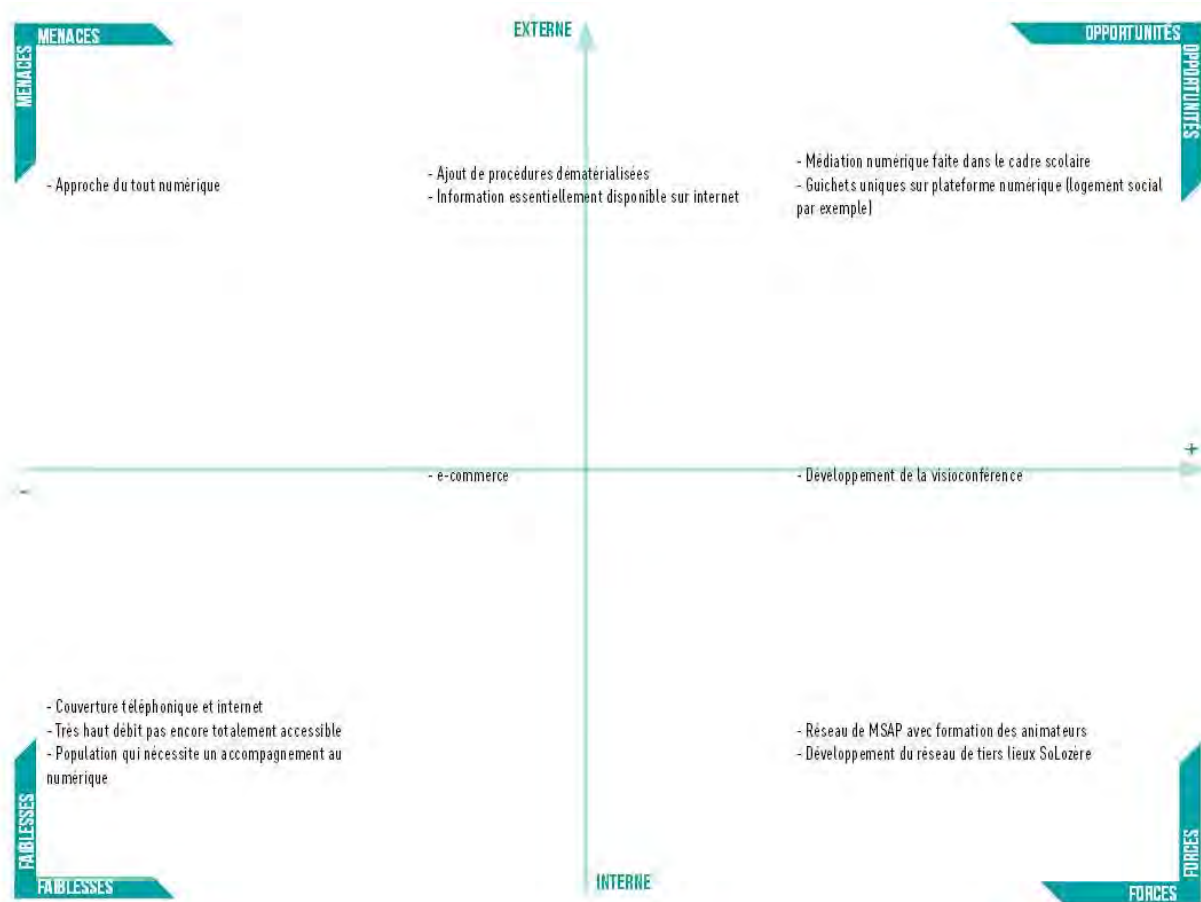 MENACES
MENACES
EXTERNE
OPPORTUNITÉS
OPPORTUNITÉS
- Approche du tout numérique
- Ajout de procédures dématérialisées
- Information essentiellement disponible sur internet
- Médiation numérique faite dans le cadre scolaire
- Guichets uniques sur plateforme numérique (logement social
par exemple)
+
-
- e-commerce
- Développement de la visioconférence
- Couverture téléphonique et internet
- Très haut débit pas encore totalement accessible
- Population qui nécessite un accompagnement au
numérique
- Réseau de MSAP avec formation des animateurs
- Développement du réseau de tiers lieux SoLozère
FAIBLESSES
FAIBLESSES
INTERNE
FORCES
FORCES